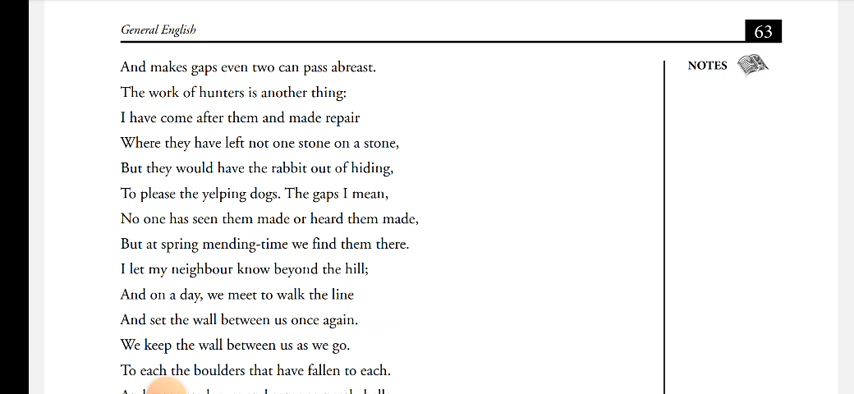 General English
63
NOTES
And makes gaps even two can pass abreast.
The work of hunters is another thing:
I have come after them and made repair
Where they have left not one stone on a stone,
But they would have the rabbit out of hiding,
To please the yelping dogs. The gaps I mean,
No one has seen them made or heard them made,
But at spring mending-time we find them there.
I let my neighbour know beyond the hill;
And on a day, we meet to walk the line
And set the wall between us once again.
We keep the wall between us as we go.
To each the boulders that have fallen to each.